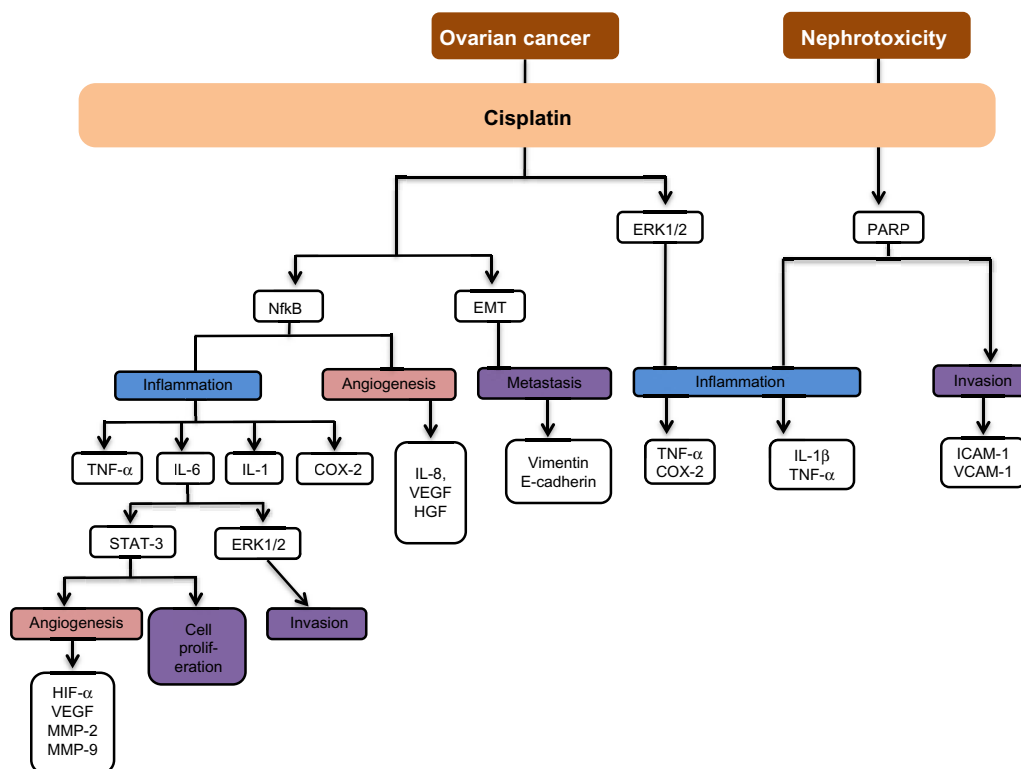 Ovarian cancer
Nephrotoxicity
Cisplatin
ERK1/2
PARP
NfkB
EMT
Inflammation
Angiogenesis
Metastasis
Inflammation
Invasion
TNF-α
IL-6
IL-1
COX-2
IL-8,
VEGF
HGF
Vimentin
E-cadherin
TNF-α
COX-2
IL-1β
TNF-α
ICAM-1
VCAM-1
STAT-3
ERK1/2
Angiogenesis
Cell
prolif-
eration
Invasion
HIF-α
VEGF
MMP-2
MMP-9